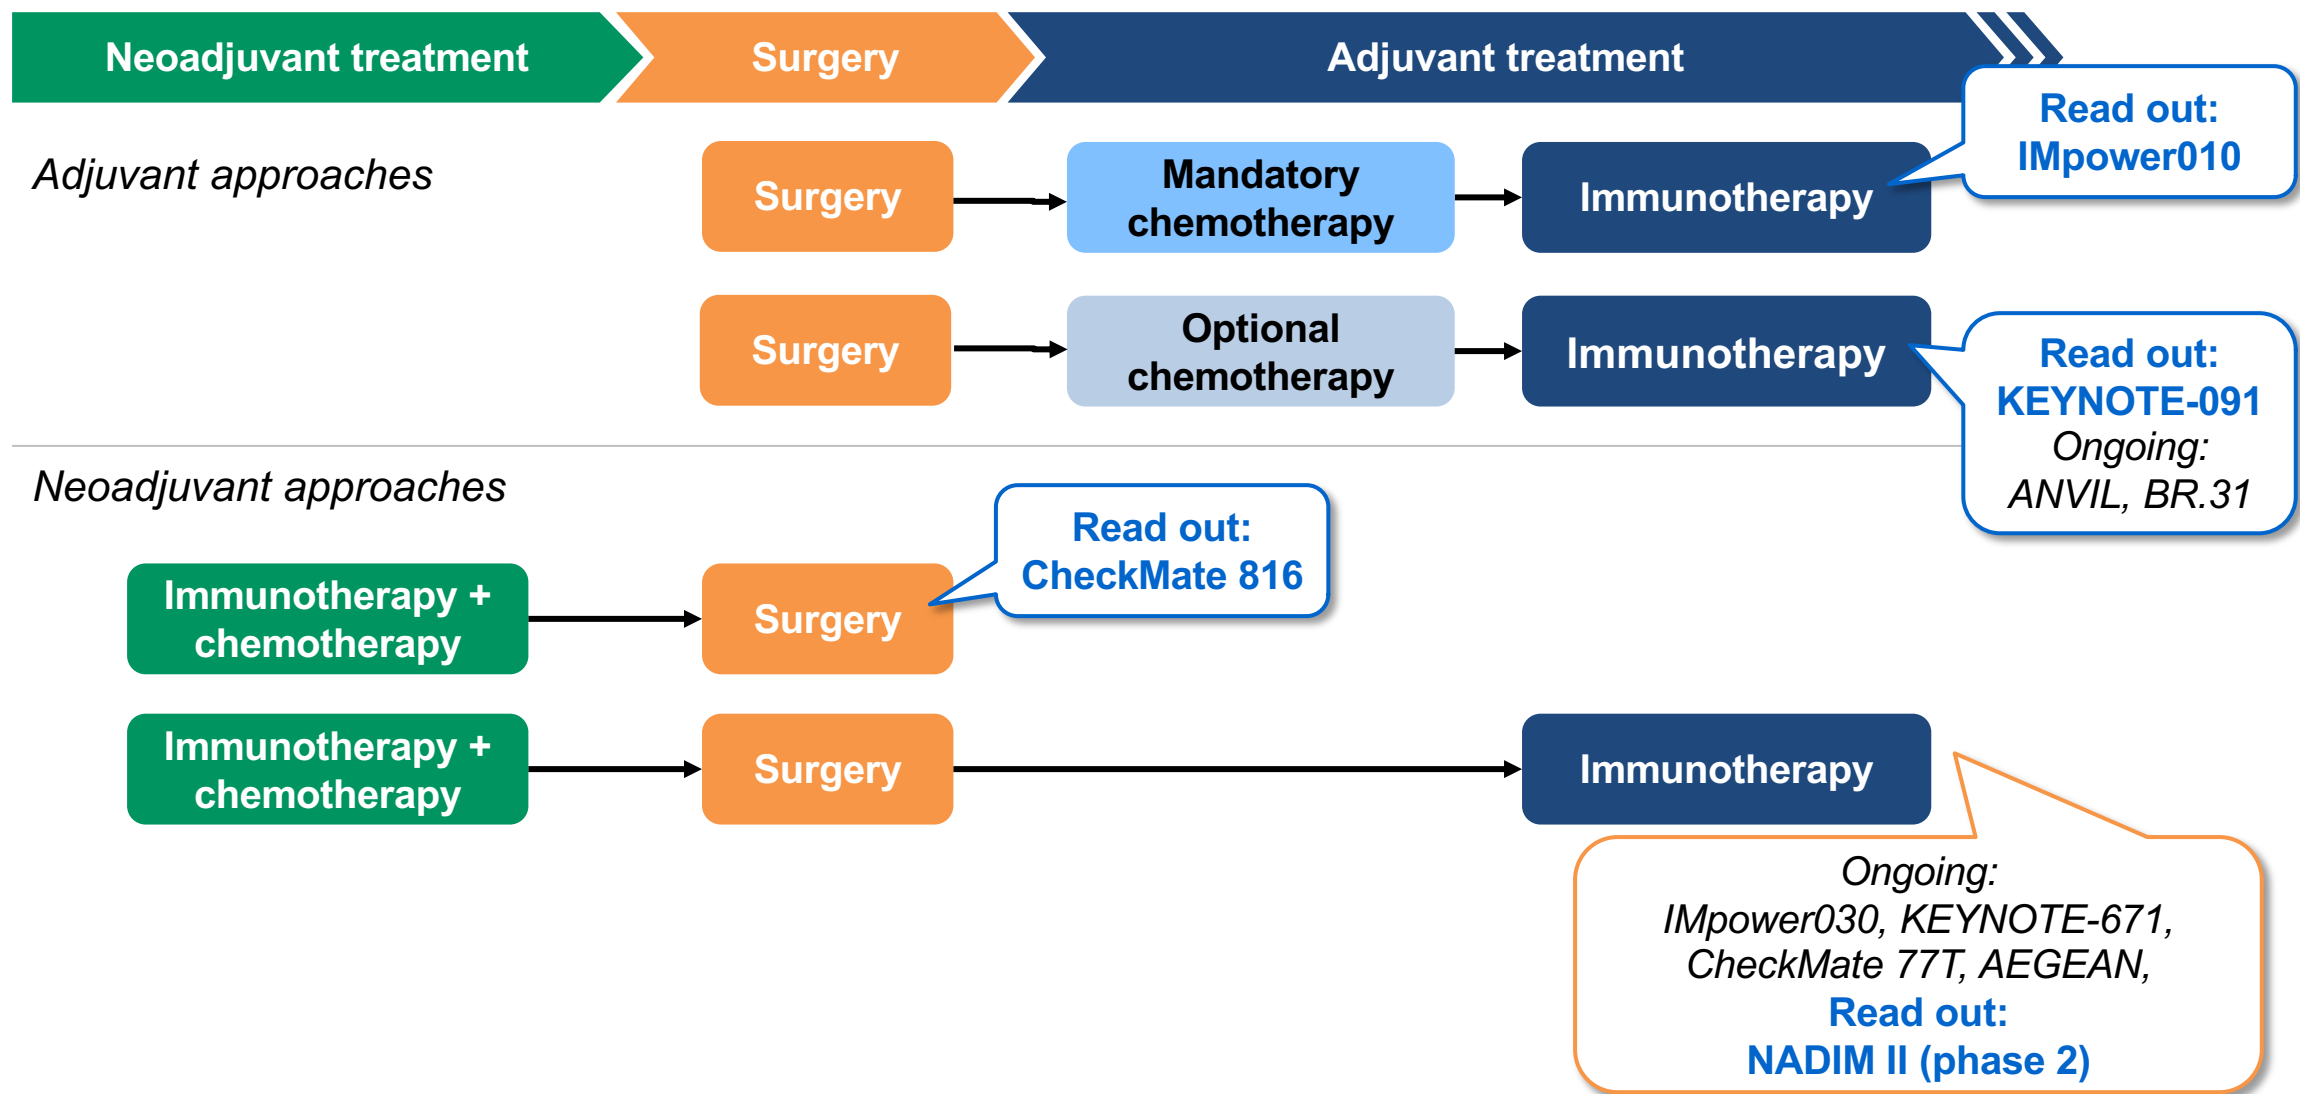 Neoadjuvant treatment
Surgery
Adjuvant treatment
Adjuvant approaches
Surgery
Mandatory
chemotherapy
Immunotherapy
Read out:
IMpower010
Surgery
Optional
chemotherapy
Immunotherapy
Read out:
KEYNOTE-091
Ongoing:
ANVIL, BR.31
Neoadjuvant approaches
Immunotherapy +
chemotherapy
Surgery
Read out:
CheckMate 816
Immunotherapy +
chemotherapy
Surgery
Immunotherapy
Ongoing:
IMpower030, KEYNOTE-671,
CheckMate 77T, AEGEAN,
Read out:
NADIM II (phase 2)